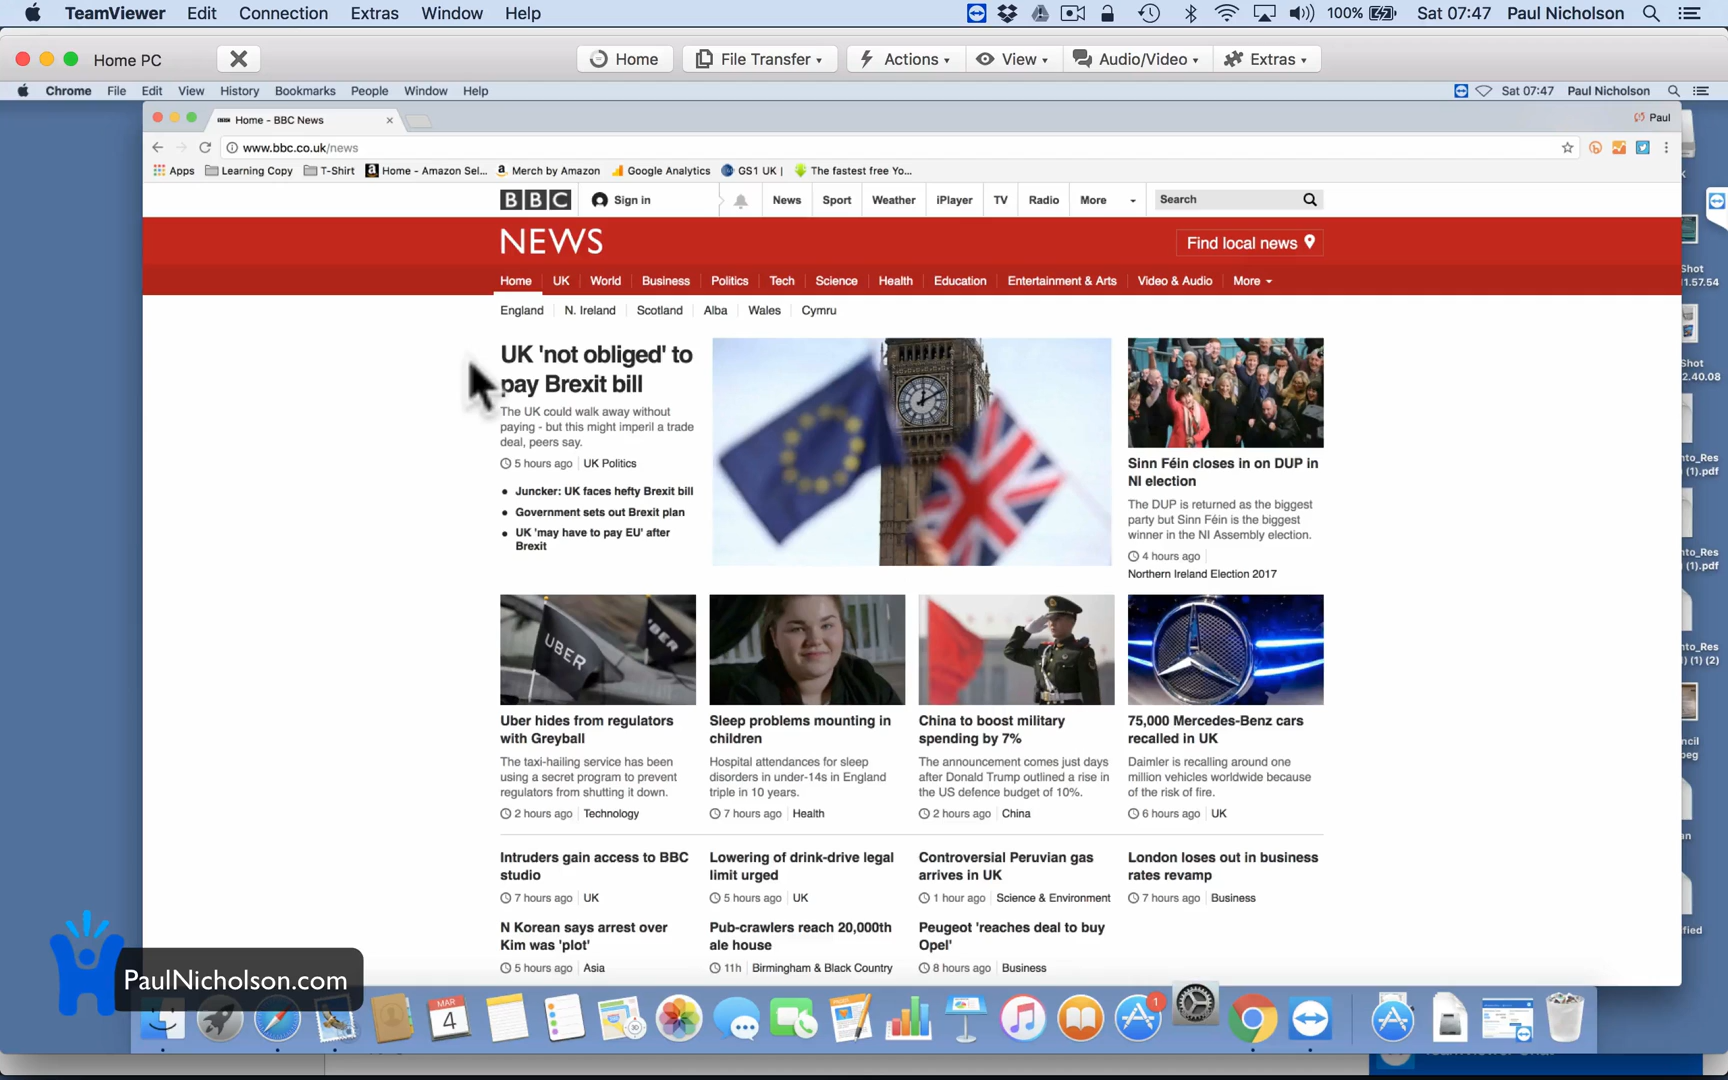 TeamViewer Edit Connection Extras Window Help 100% Sat 07:47 Paul Nicholson
Home PC Home File Transfer Actions View Audio/Video Extras
Chrome File Edit View History Bookmarks People Window Help Sat 07:47 Paul Nicholson
Home - BBC News Paul
www.bbc.co.uk/news
Apps Learning Copy T-Shirt Home - Amazon Sel... Merch by Amazon Google Analytics GS1 UK | The fastest free Yo...
BBC Sign in News Sport Weather iPlayer TV Radio More Search
NEWS Find local news
Home UK World Business Politics Tech Science Health Education Entertainment & Arts Video & Audio More
England N. Ireland Scotland Alba Wales Cymru
UK 'not obliged' to
pay Brexit bill
The UK could walk away without
paying - but this might imperil a trade
deal, peers say.
5 hours ago UK Politics
Juncker: UK faces hefty Brexit bill
Government sets out Brexit plan
UK 'may have to pay EU' after
Brexit
Sinn Féin closes in on DUP in
NI election
The DUP is returned as the biggest
party but Sinn Féin is the biggest
winner in the NI Assembly election.
4 hours ago
Northern Ireland Election 2017
UBER
Uber hides from regulators
with Greyball
The taxi-hailing service has been
using a secret program to prevent
regulators from shutting it down.
2 hours ago Technology
Sleep problems mounting in
children
Hospital attendances for sleep
disorders in under-14s in England
triple in 10 years.
7 hours ago Health
China to boost military
spending by 7%
The announcement comes just days
after Donald Trump outlined a rise in
the US defence budget of 10%.
2 hours ago China
75,000 Mercedes-Benz cars
recalled in UK
Daimler is recalling around one
million vehicles worldwide because
of the risk of fire.
6 hours ago UK
Intruders gain access to BBC
studio
7 hours ago UK
Lowering of drink-drive legal
limit urged
5 hours ago UK
Controversial Peruvian gas
arrives in UK
1 hour ago Science & Environment
London loses out in business
rates revamp
7 hours ago Business
N Korean says arrest over
Kim was 'plot'
5 hours ago Asia
Pub-crawlers reach 20,000th
ale house
11h Birmingham & Black Country
Peugeot 'reaches deal to buy
Opel'
8 hours ago Business
Shot
1.57.54
Shot
2.40.08
nto_Res
(1).pdf
nto_Res
(1).pdf
nto_Res
(1) (2)
PaulNicholson.com
MAR
4
1